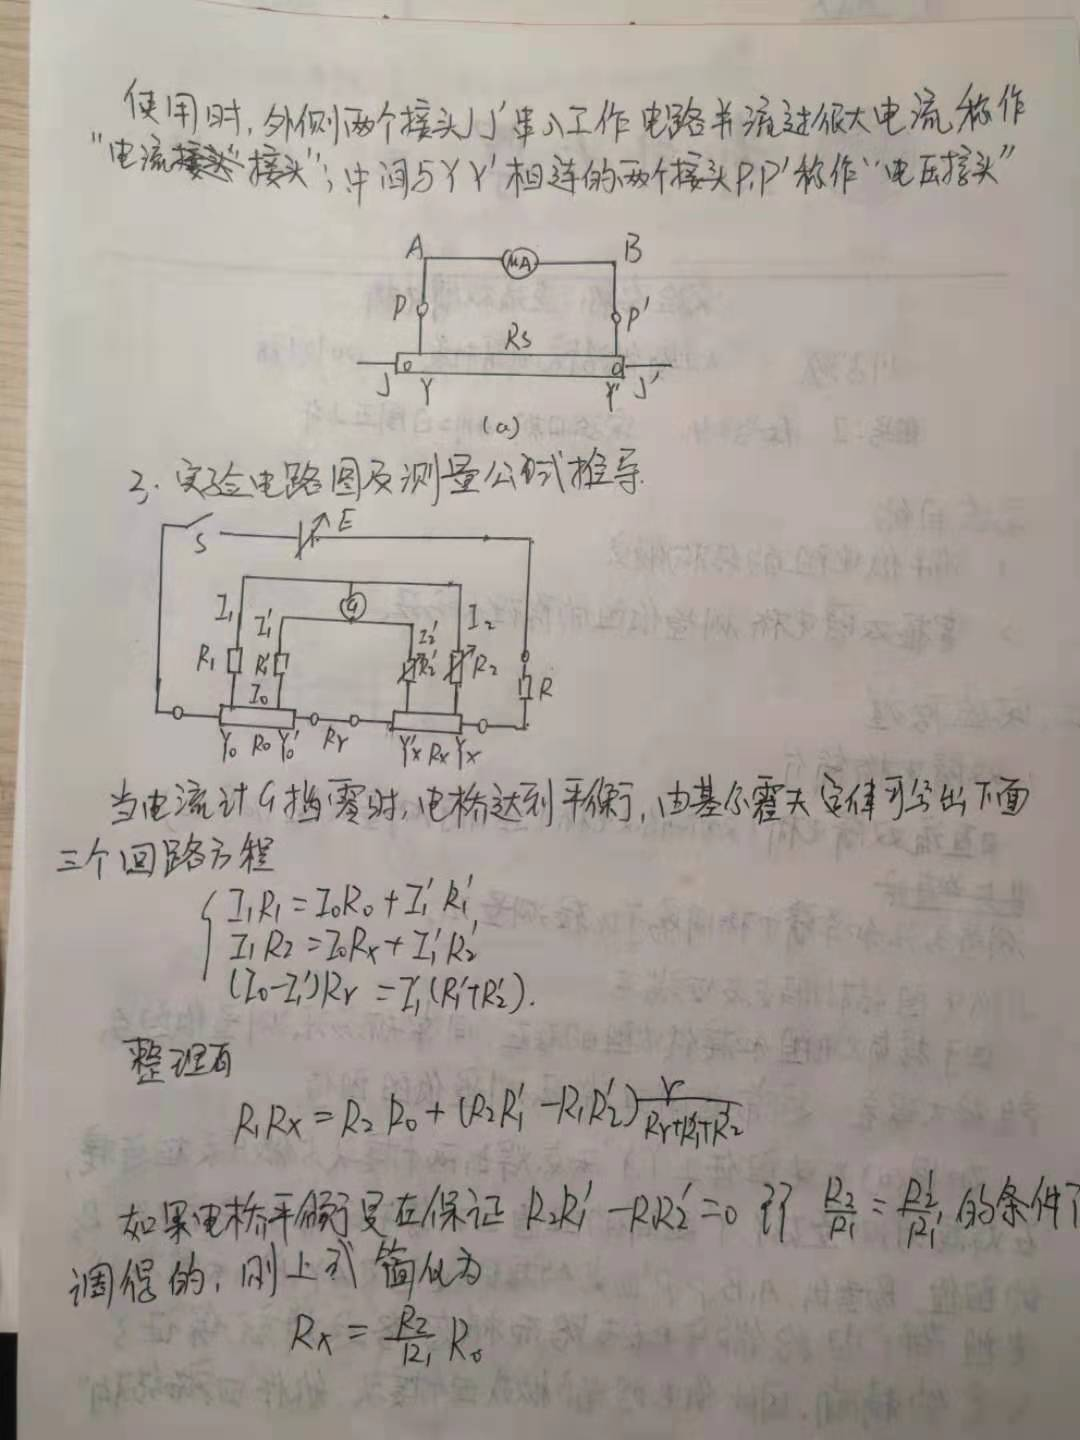 使用时,外侧两个接头J J′串入工作电路并流过很大电流,称作
"电流接头";中间与Y Y′相连的两个接头P,P′称作"电压接头"
A μA B
P P′
Rs
J Y Y′ J′
(a)
3. 实验电路图及测量公式推导.
S E
I₁ I₁′ G I₂′ I₂
R₁ R₁′ R₂′ R₂ R
I₀
Y₀ R₀ Y₀′ Rr Yx′ Rx Yx
当电流计G指零时,电桥达到平衡,由基尔霍夫定律可写出下面
三个回路方程
I₁R₁ = I₀R₀ + I₁′R₁′
I₁R₂ = I₀Rx + I₁′R₂′
(I₀-I₁′)Rr = I₁′(R₁′+R₂′).
整理有
R₁Rx = R₂R₀ + (R₂R₁′ - R₁R₂′) r/(Rr+R₁′+R₂′)
如果电桥平衡是在保证 R₂R₁′ - R₁R₂′ = 0 即 R₂/R₁ = R₂′/R₁′ 的条件下
调得的,则上式简化为
Rx = R₂/R₁ R₀